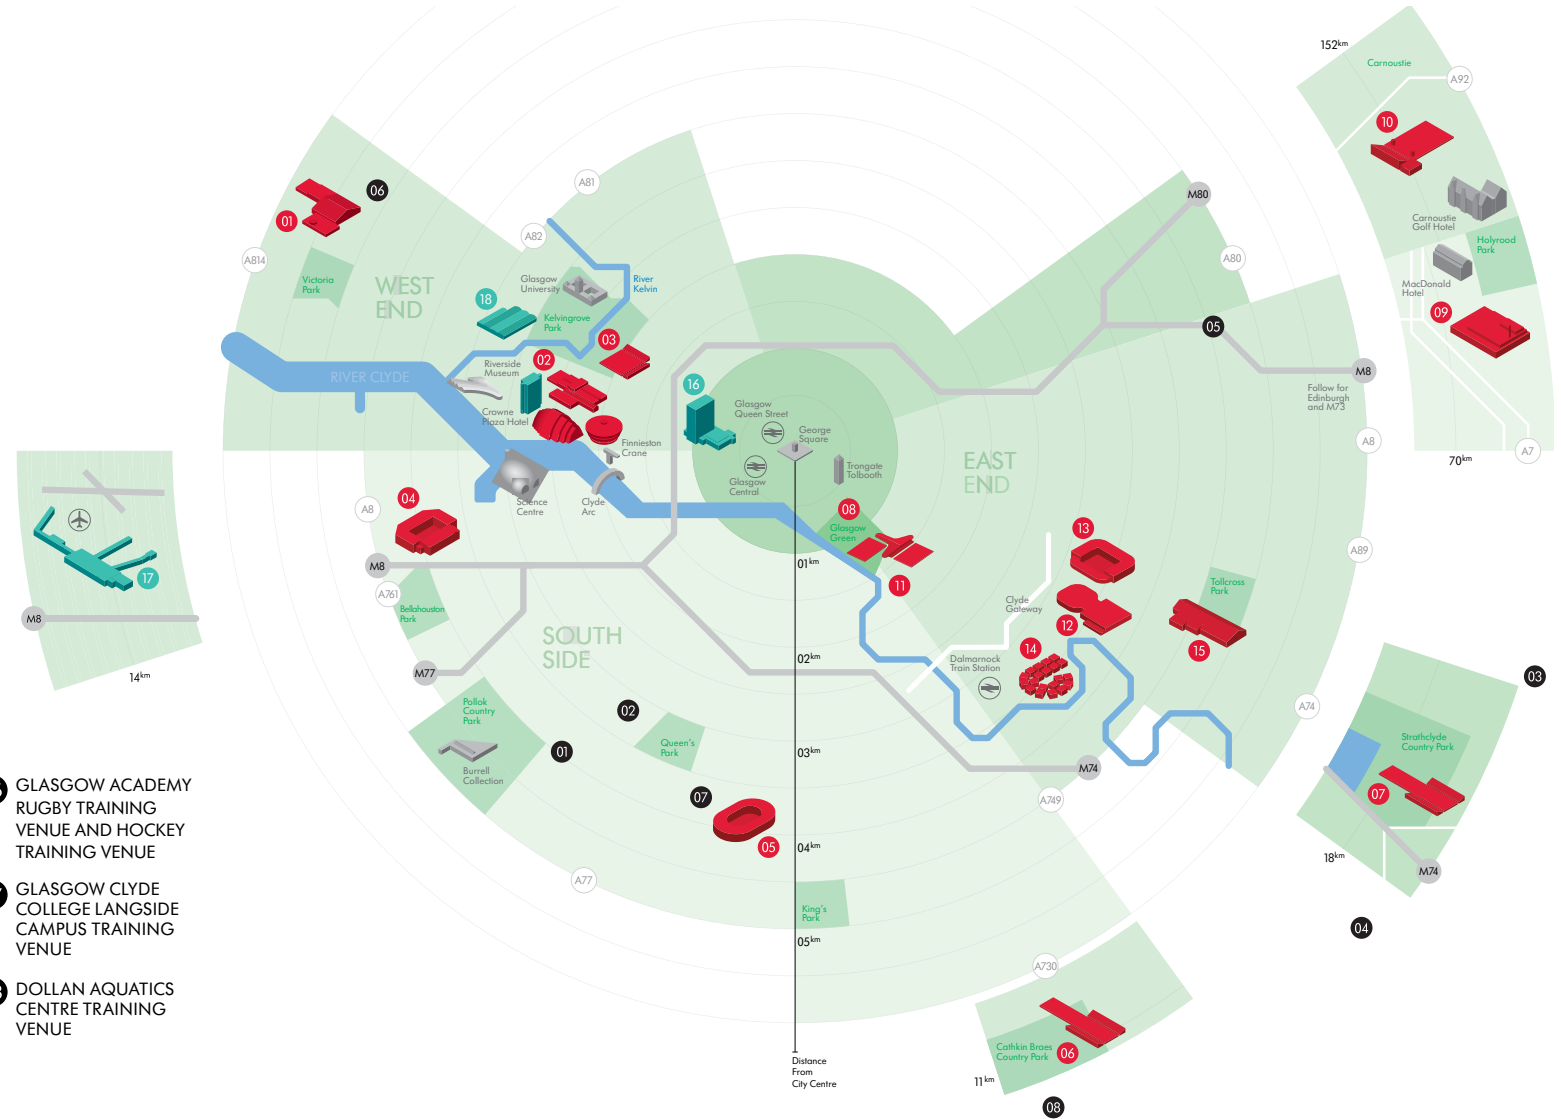 152km
Carnoustie
A92
10
Carnoustie
Golf Hotel
Holyrood
Park
MacDonald
Hotel
09
70km
A7
06
01
A814
Victoria
Park
WEST
END
A81
A82
Glasgow
University
River
Kelvin
18
Kelvingrove
Park
03
RIVER CLYDE
Riverside
Museum
02
Crowne
Plaza Hotel
Finnieston
Crane
Science
Centre
Clyde
Arc
16
Glasgow
Queen Street
George
Square
Glasgow
Central
Trongate
Tolbooth
M80
A80
05
M8
Follow for
Edinburgh
and M73
A8
EAST
END
08
Glasgow
Green
11
01km
13
A89
Clyde
Gateway
12
Tollcross
Park
15
14
Dalmarnock
Train Station
A74
M74
A749
17
M8
14km
04
A8
M8
A761
Bellahouston
Park
M77
SOUTH
SIDE
02km
Pollok
Country
Park
02
Queen's
Park
01
Burrell
Collection
03km
07
05
04km
A77
King's
Park
05km
Distance
From
City Centre
A730
Cathkin Braes
Country Park
06
11km
08
03
Strathclyde
Country Park
07
18km
M74
04
GLASGOW ACADEMY
RUGBY TRAINING
VENUE AND HOCKEY
TRAINING VENUE
GLASGOW CLYDE
COLLEGE LANGSIDE
CAMPUS TRAINING
VENUE
DOLLAN AQUATICS
CENTRE TRAINING
VENUE